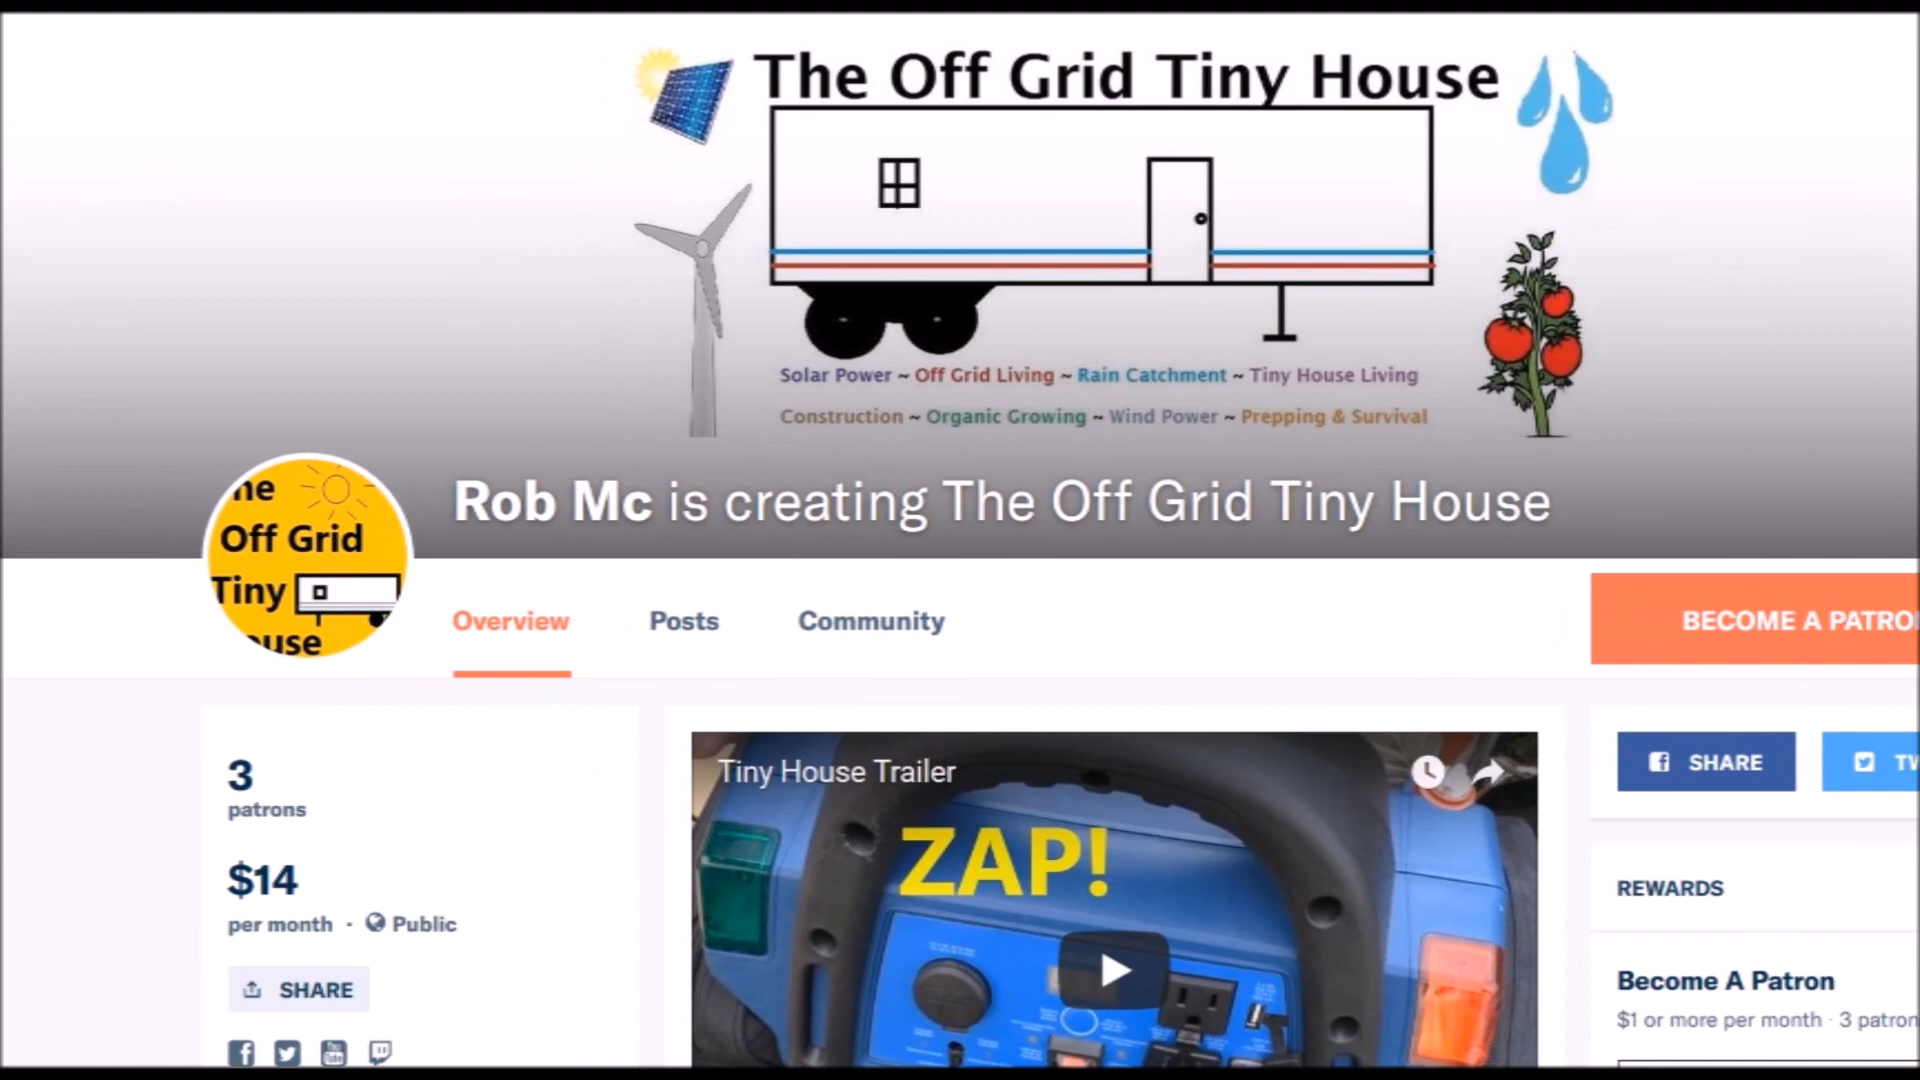 The Off Grid Tiny House
Solar Power ~ Off Grid Living ~ Rain Catchment ~ Tiny House Living
Construction ~ Organic Growing ~ Wind Power ~ Prepping & Survival
Off Grid
Tiny
Rob Mc is creating The Off Grid Tiny House
Overview
Posts
Community
BECOME A PATRO
3
patrons
$14
per month · Public
SHARE
Tiny House Trailer
ZAP!
SHARE
TW
REWARDS
Become A Patron
$1 or more per month · 3 patron